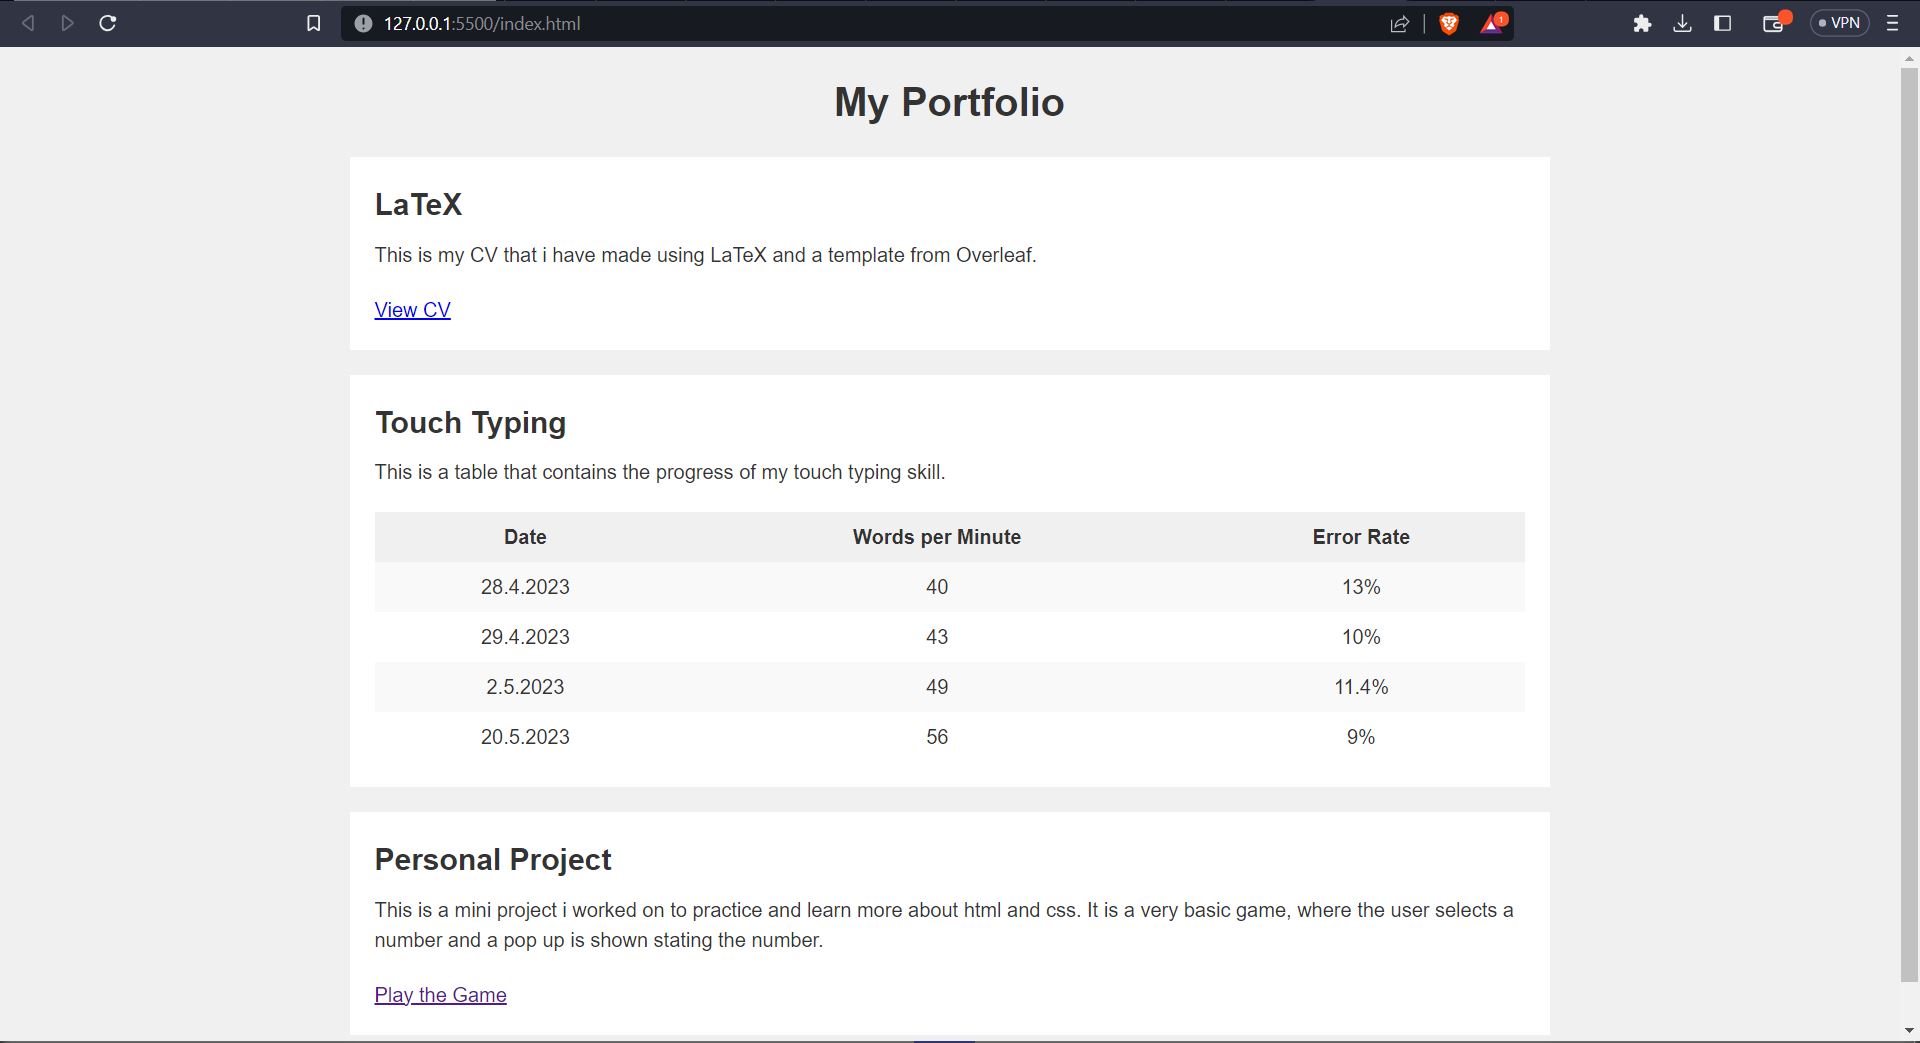 127.0.0.1:5500/index.html
1
VPN
My Portfolio
LaTeX
This is my CV that i have made using LaTeX and a template from Overleaf.
View CV
Touch Typing
This is a table that contains the progress of my touch typing skill.
Date Words per Minute Error Rate
28.4.2023 40 13%
29.4.2023 43 10%
2.5.2023 49 11.4%
20.5.2023 56 9%
Personal Project
This is a mini project i worked on to practice and learn more about html and css. It is a very basic game, where the user selects a
number and a pop up is shown stating the number.
Play the Game